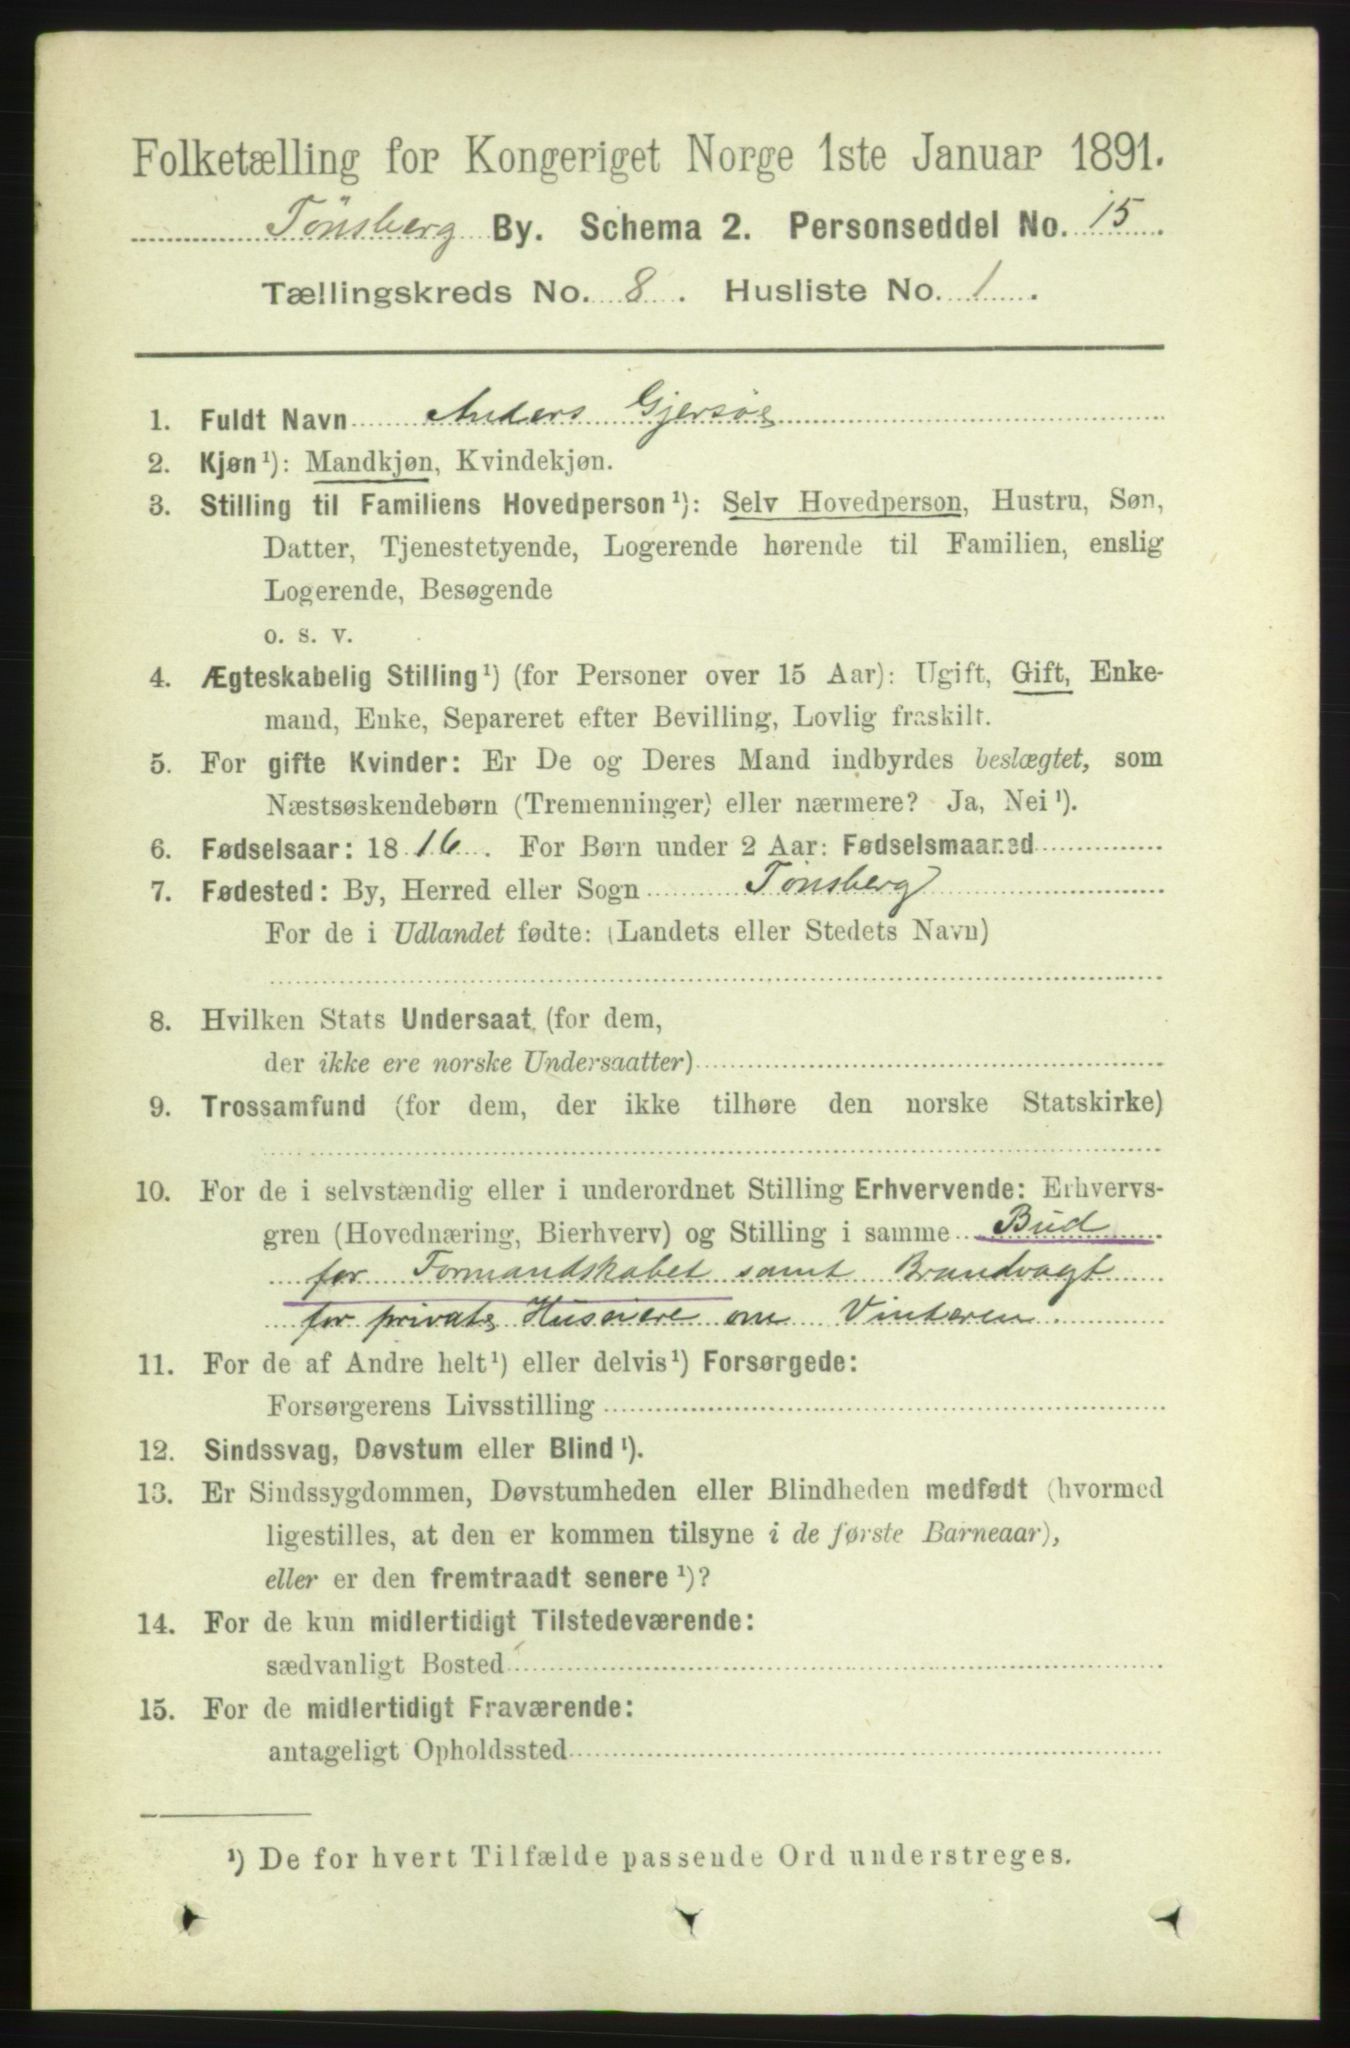 Folketælling for Kongeriget Norge 1ste Januar 1891.
Tönsberg By. Schema 2. Personseddel No. 15.
Tællingskreds No. 8. Husliste No. 1.
1. Fuldt Navn Anders Gjersøe
2. Kjøn¹): Mandkjøn, Kvindekjøn.
3. Stilling til Familiens Hovedperson¹): Selv Hovedperson, Hustru, Søn,
Datter, Tjenestetyende, Logerende hørende til Familien, enslig
Logerende, Besøgende
o. s. v.
4. Ægteskabelig Stilling¹) (for Personer over 15 Aar): Ugift, Gift, Enke-
mand, Enke, Separeret efter Bevilling, Lovlig fraskilt.
5. For gifte Kvinder: Er De og Deres Mand indbyrdes beslægtet, som
Næstsøskendebørn (Tremenninger) eller nærmere? Ja, Nei¹).
6. Fødselsaar: 1816. For Børn under 2 Aar: Fødselsmaaned
7. Fødested: By, Herred eller Sogn Tönsberg
For de i Udlandet fødte: (Landets eller Stedets Navn)
8. Hvilken Stats Undersaat (for dem,
der ikke ere norske Undersaatter)
9. Trossamfund (for dem, der ikke tilhøre den norske Statskirke)
10. For de i selvstændig eller i underordnet Stilling Erhvervende: Erhvervs-
gren (Hovednæring, Bierhverv) og Stilling i samme Bud
for Formandskabet samt Brandvagt
for private Huseiere om Vinteren.
11. For de af Andre helt¹) eller delvis¹) Forsørgede:
Forsørgerens Livsstilling
12. Sindssvag, Døvstum eller Blind¹).
13. Er Sindssygdommen, Døvstumheden eller Blindheden medfødt (hvormed
ligestilles, at den er kommen tilsyne i de første Barneaar),
eller er den fremtraadt senere¹)?
14. For de kun midlertidigt Tilstedeværende:
sædvanligt Bosted
15. For de midlertidigt Fraværende:
antageligt Opholdssted
¹) De for hvert Tilfælde passende Ord understreges.